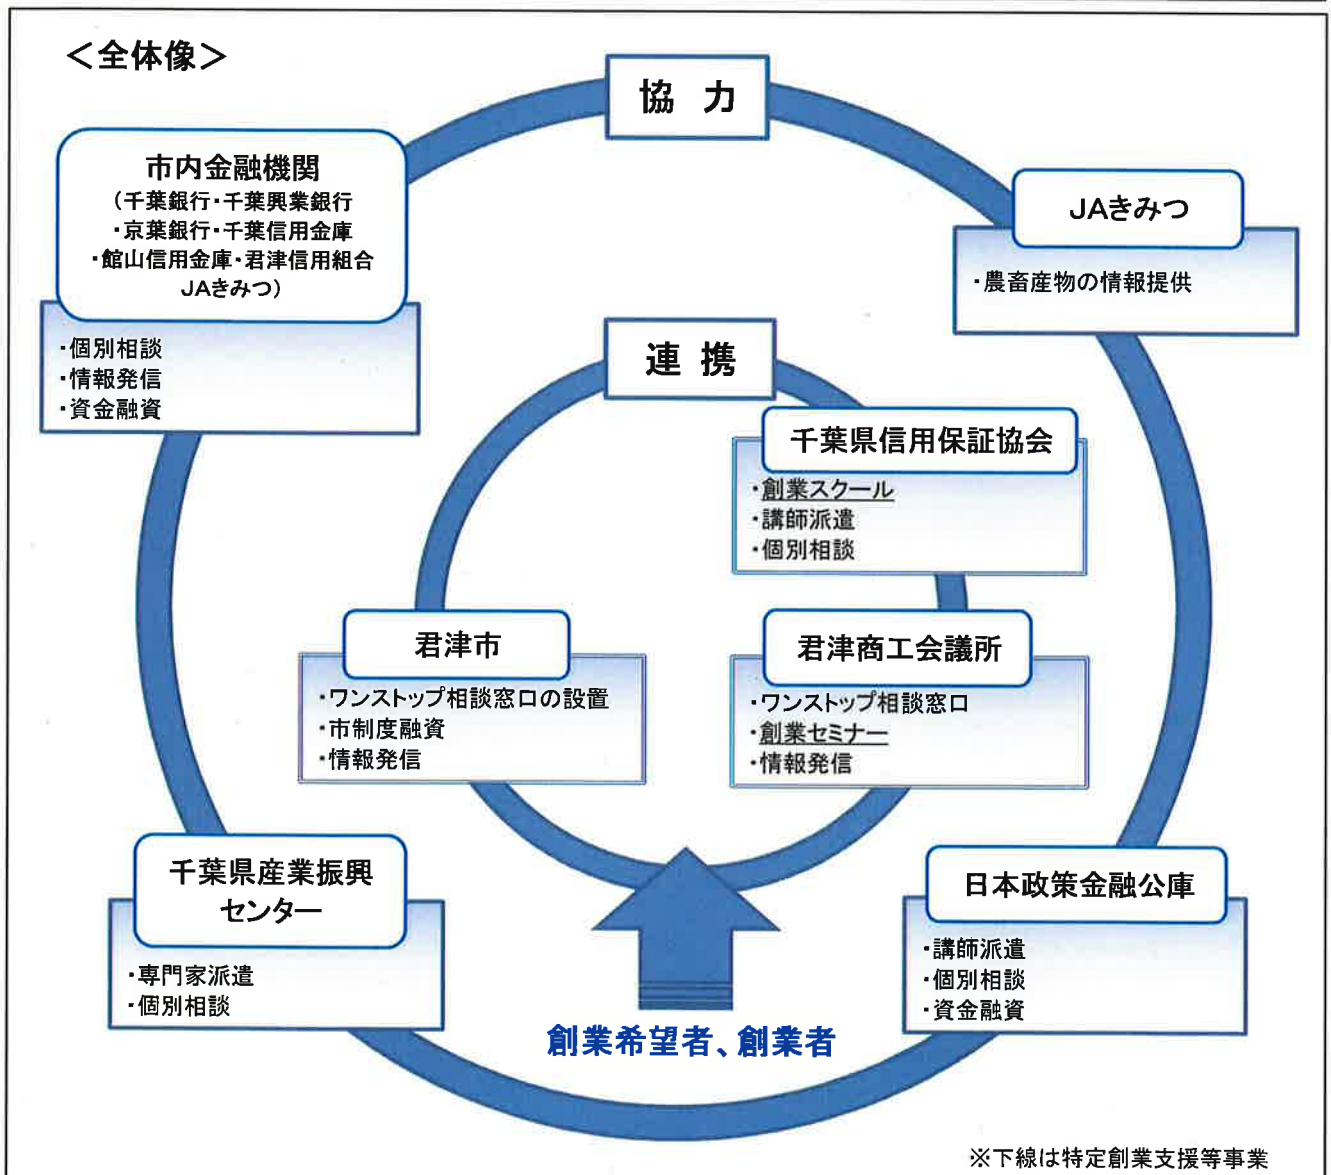 ＜全体像＞
協 力
市内金融機関
（千葉銀行・千葉興業銀行
・京葉銀行・千葉信用金庫
・館山信用金庫・君津信用組合
JAきみつ）
・個別相談
・情報発信
・資金融資
JAきみつ
・農畜産物の情報提供
連 携
千葉県信用保証協会
・創業スクール
・講師派遣
・個別相談
君津市
・ワンストップ相談窓口の設置
・市制度融資
・情報発信
君津商工会議所
・ワンストップ相談窓口
・創業セミナー
・情報発信
千葉県産業振興
センター
・専門家派遣
・個別相談
日本政策金融公庫
・講師派遣
・個別相談
・資金融資
創業希望者、創業者
※下線は特定創業支援等事業